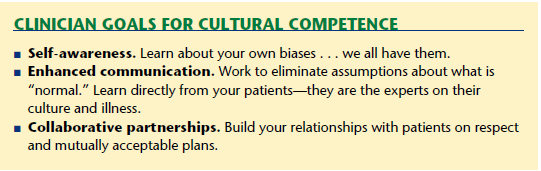 CLINICIAN GOALS FOR CULTURAL COMPETENCE
■ Self-awareness. Learn about your own biases . . . we all have them.
■ Enhanced communication. Work to eliminate assumptions about what is
“normal.” Learn directly from your patients—they are the experts on their
culture and illness.
■ Collaborative partnerships. Build your relationships with patients on respect
and mutually acceptable plans.